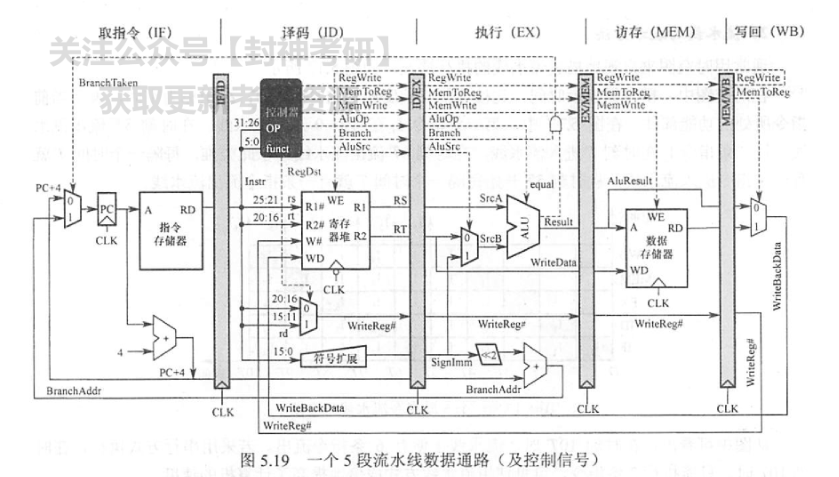 取指令（IF）
译码（ID）
执行（EX）
访存（MEM）
写回（WB）
关注公众号【封神考研】
获取更新考研资源
BranchTaken
IF/ID
控制器
OP
funct
31:26
5:0
RegWrite
MemToReg
MemWrite
AluOp
Branch
AluSrc
ID/EX
RegWrite
MemToReg
MemWrite
AluOp
Branch
AluSrc
EX/MEM
RegWrite
MemToReg
MemWrite
MEM/WB
RegWrite
MemToReg
RegDst
equal
PC+4
0
1
PC
CLK
A
RD
指令
存储器
Instr
25:21
rs
20:16
rt
R1#
WE
R1
R2#
寄存
器堆
R2
W#
WD
CLK
RS
RT
SrcA
0
1
SrcB
ALU
Result
WriteData
AluResult
WE
A
RD
数据
存储器
WD
CLK
0
1
WriteBackData
20:16
15:11
rd
0
1
WriteReg#
WriteReg#
WriteReg#
WriteReg#
15:0
符号扩展
SignImm
≪2
+
4
+
PC+4
BranchAddr
BranchAddr
CLK
WriteBackData
WriteReg#
CLK
CLK
CLK
图 5.19 一个 5 段流水线数据通路（及控制信号）